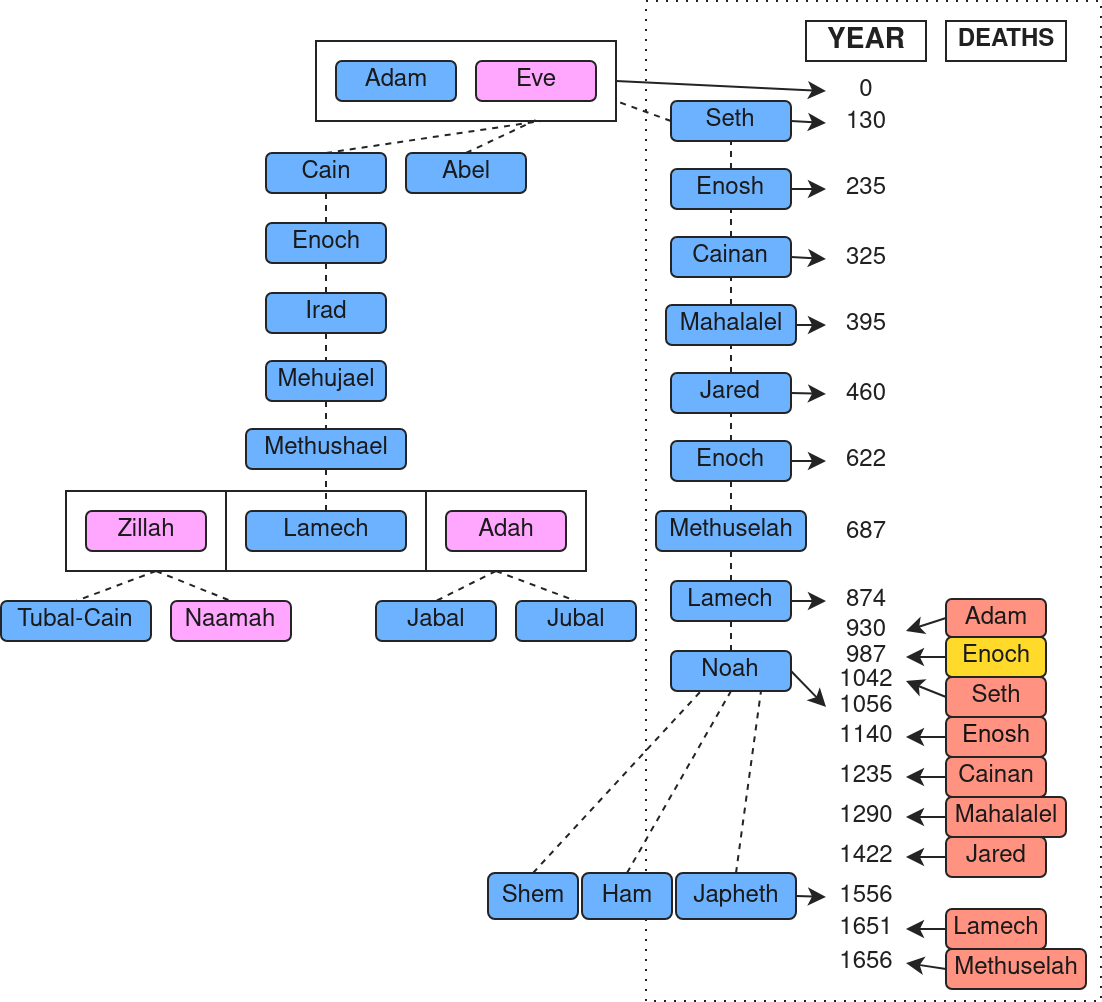 YEAR
DEATHS
Adam
Eve
0
Seth
130
Cain
Abel
Enosh
235
Enoch
Cainan
325
Irad
Mahalalel
395
Mehujael
Jared
460
Methushael
Enoch
622
Zillah
Lamech
Adah
Methuselah
687
Tubal-Cain
Naamah
Jabal
Jubal
Lamech
874
930
Adam
987
Enoch
Noah
1042
Seth
1056
1140
Enosh
1235
Cainan
1290
Mahalalel
1422
Jared
Shem
Ham
Japheth
1556
1651
Lamech
1656
Methuselah